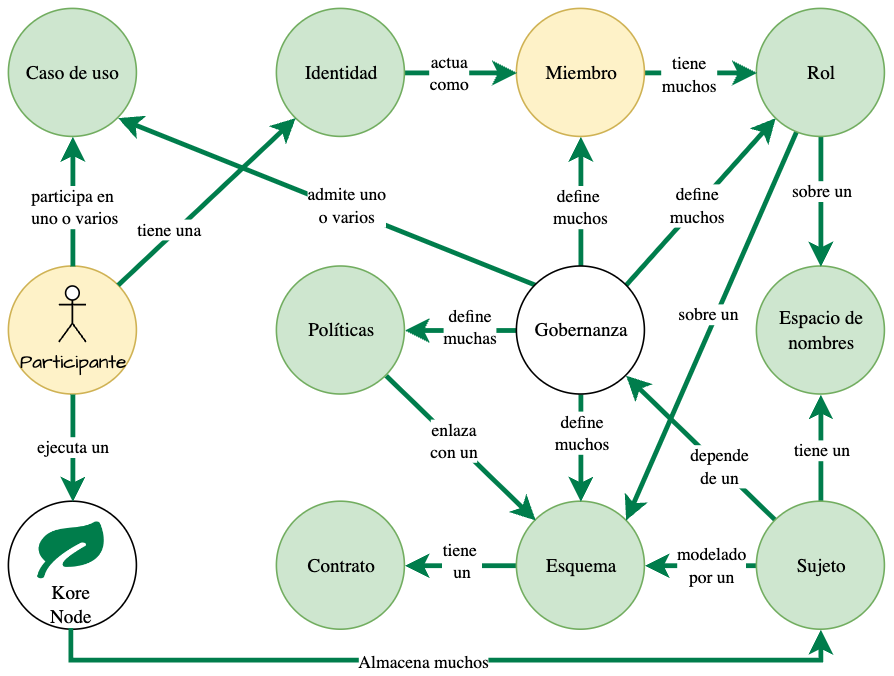 Caso de uso
Identidad
actua
como
Miembro
tiene
muchos
Rol
participa en
uno o varios
tiene una
admite uno
o varios
define
muchos
define
muchos
sobre un
Participante
Políticas
define
muchas
Gobernanza
sobre un
Espacio de
nombres
ejecuta un
enlaza
con un
define
muchos
depende
de un
tiene un
Kore
Node
Contrato
tiene
un
Esquema
modelado
por un
Sujeto
Almacena muchos